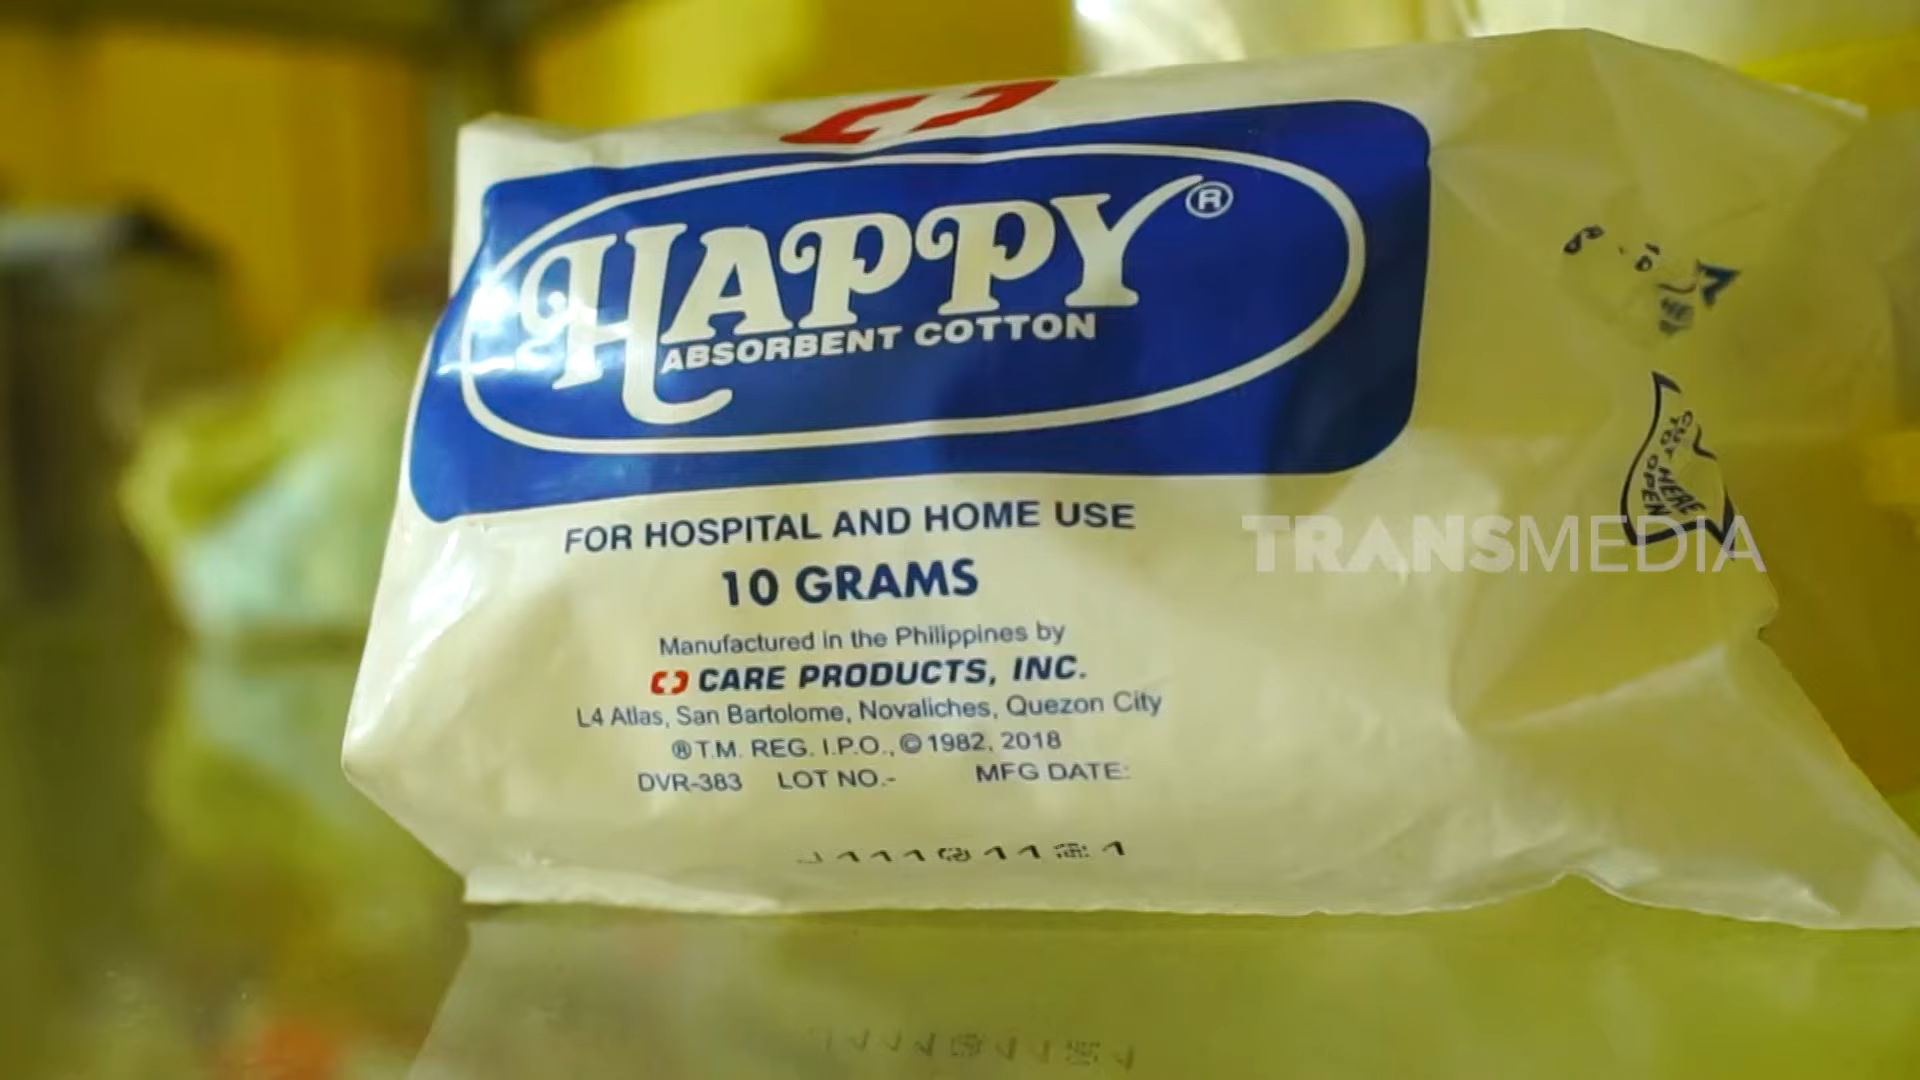 HAPPY®
ABSORBENT COTTON
FOR HOSPITAL AND HOME USE
10 GRAMS
Manufactured in the Philippines by
CARE PRODUCTS, INC.
L4 Atlas, San Bartolome, Novaliches, Quezon City
®T.M. REG. I.P.O., © 1982, 2018
DVR-383 LOT NO.- MFG DATE:
CUT HERE
TO OPEN
TRANSMEDIA